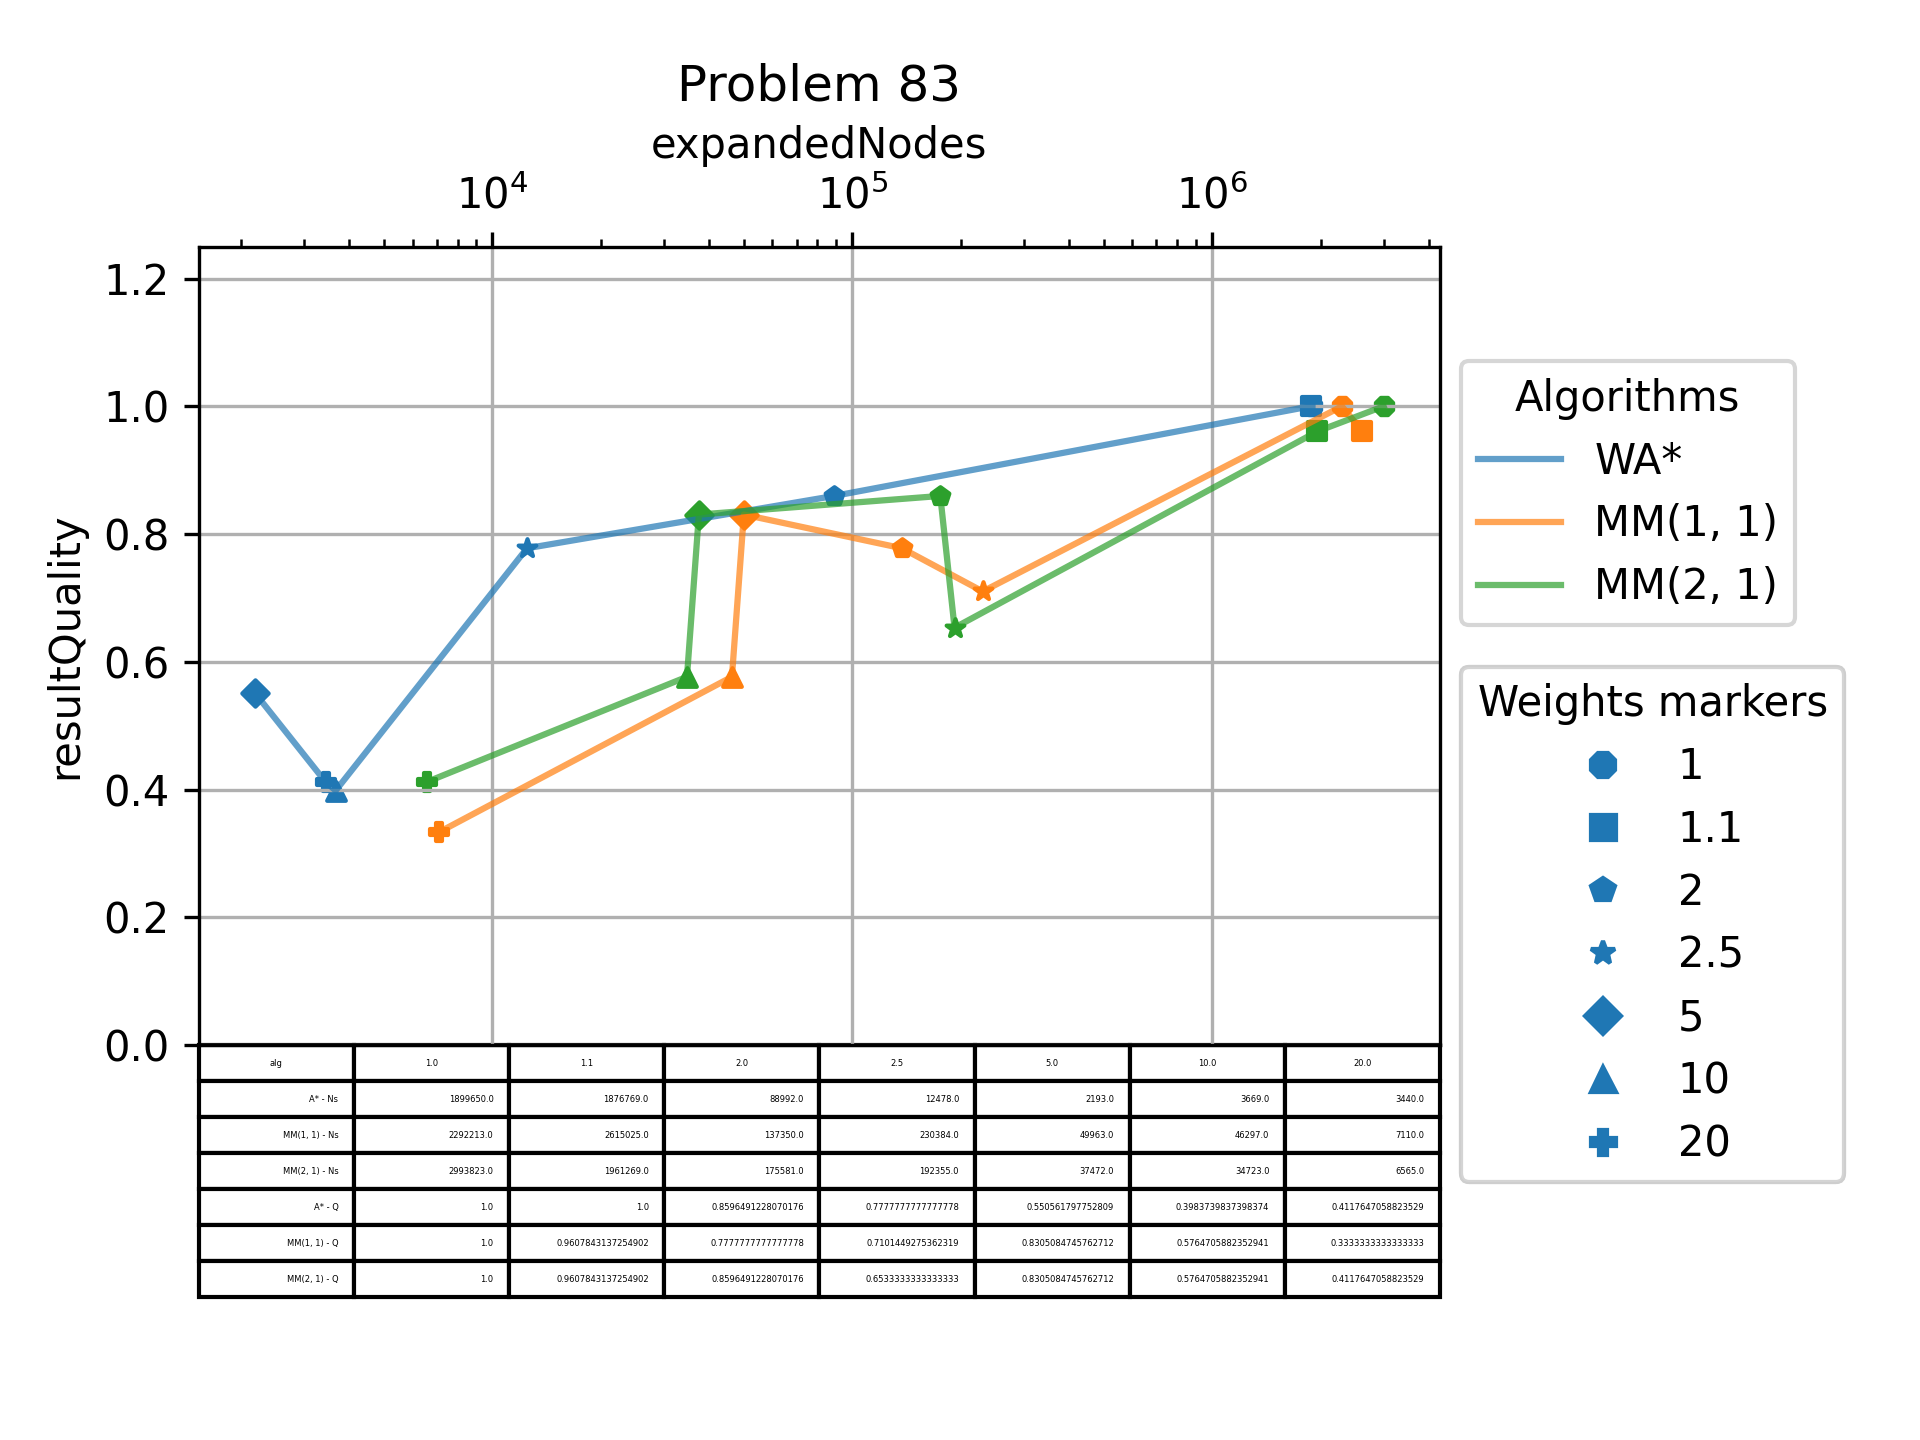 Problem 83
expandedNodes
10^4 10^5 10^6
resultQuality
1.2
1.0
0.8
0.6
0.4
0.2
0.0
Algorithms
WA*
MM(1, 1)
MM(2, 1)
Weights markers
1
1.1
2
2.5
5
10
20
alg 1.0 1.1 2.0 2.5 5.0 10.0 20.0
A* - Ns 1899650.0 1876769.0 88992.0 12478.0 2193.0 3669.0 3440.0
MM(1, 1) - Ns 2292213.0 2615025.0 137350.0 230384.0 49963.0 46297.0 7110.0
MM(2, 1) - Ns 2993823.0 1961269.0 175581.0 192355.0 37472.0 34723.0 6565.0
A* - Q 1.0 1.0 0.8596491228070176 0.7777777777777778 0.550561797752809 0.3983739837398374 0.4117647058823529
MM(1, 1) - Q 1.0 0.9607843137254902 0.7777777777777778 0.7101449275362319 0.8305084745762712 0.5764705882352941 0.3333333333333333
MM(2, 1) - Q 1.0 0.9607843137254902 0.8596491228070176 0.6533333333333333 0.8305084745762712 0.5764705882352941 0.4117647058823529